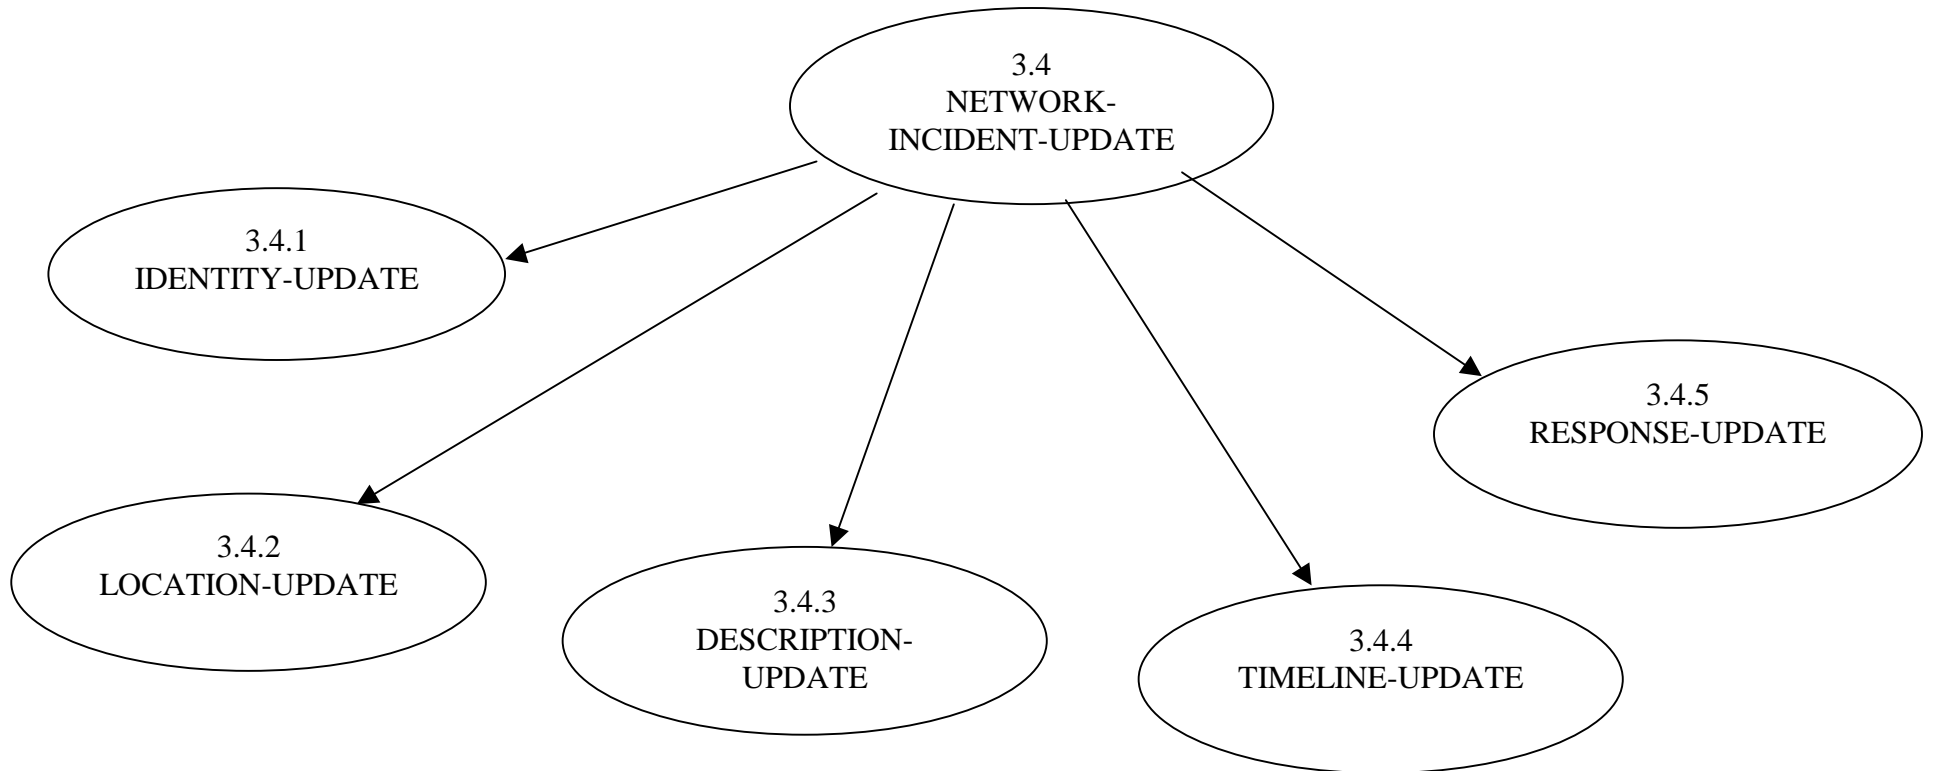 3.4
NETWORK-
INCIDENT-UPDATE
3.4.1
IDENTITY-UPDATE
3.4.2
LOCATION-UPDATE
3.4.3
DESCRIPTION-
UPDATE
3.4.4
TIMELINE-UPDATE
3.4.5
RESPONSE-UPDATE